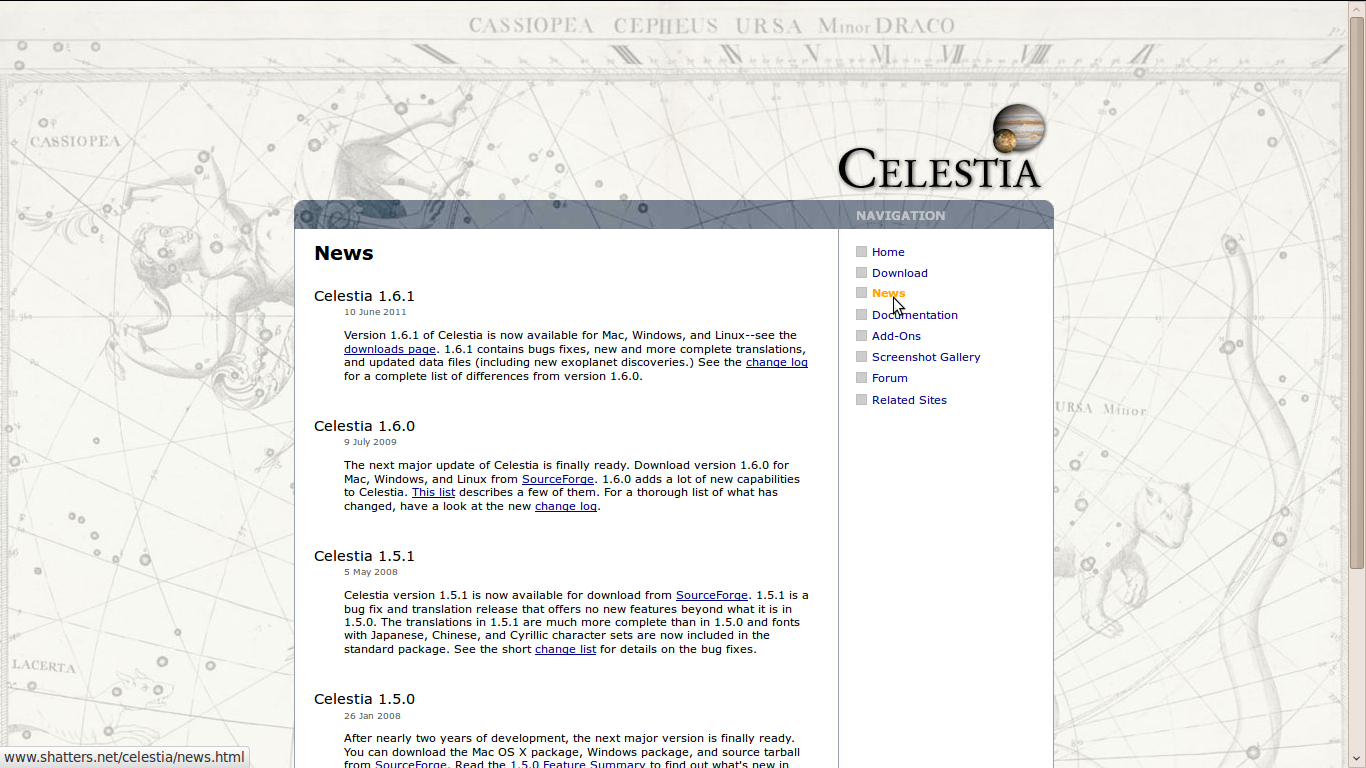 CASSIOPEA CEPHEUS URSA Minor DRACO
CASSIOPEA
CELESTIA
NAVIGATION
News
Celestia 1.6.1
10 June 2011
Version 1.6.1 of Celestia is now available for Mac, Windows, and Linux--see the
downloads page. 1.6.1 contains bugs fixes, new and more complete translations,
and updated data files (including new exoplanet discoveries.) See the change log
for a complete list of differences from version 1.6.0.
Celestia 1.6.0
9 July 2009
The next major update of Celestia is finally ready. Download version 1.6.0 for
Mac, Windows, and Linux from SourceForge. 1.6.0 adds a lot of new capabilities
to Celestia. This list describes a few of them. For a thorough list of what has
changed, have a look at the new change log.
Celestia 1.5.1
5 May 2008
Celestia version 1.5.1 is now available for download from SourceForge. 1.5.1 is a
bug fix and translation release that offers no new features beyond what it is in
1.5.0. The translations in 1.5.1 are much more complete than in 1.5.0 and fonts
with Japanese, Chinese, and Cyrillic character sets are now included in the
standard package. See the short change list for details on the bug fixes.
Celestia 1.5.0
26 Jan 2008
After nearly two years of development, the next major version is finally ready.
You can download the Mac OS X package, Windows package, and source tarball
from SourceForge. Read the 1.5.0 Feature Summary to find out what's new in
Home
Download
News
Documentation
Add-Ons
Screenshot Gallery
Forum
Related Sites
URSA Minor
LACERTA
www.shatters.net/celestia/news.html